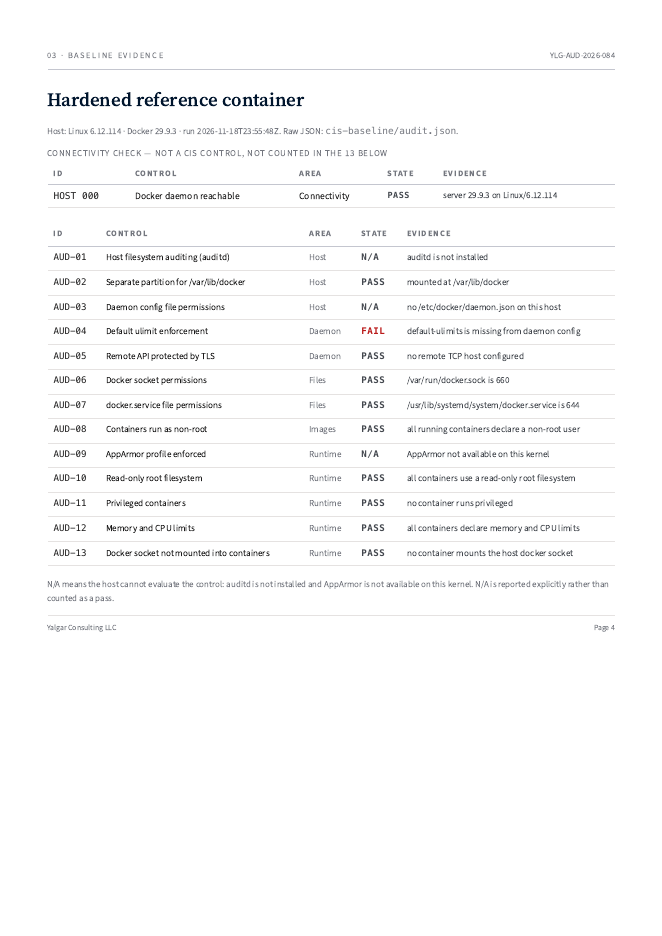 03 · BASELINE EVIDENCE YLG-AUD-2026-084
Hardened reference container
Host: Linux 6.12.114 · Docker 29.9.3 · run 2026-11-18T23:55:48Z. Raw JSON: cis-baseline/audit.json.
CONNECTIVITY CHECK — NOT A CIS CONTROL, NOT COUNTED IN THE 13 BELOW
ID CONTROL AREA STATE EVIDENCE
HOST 000 Docker daemon reachable Connectivity PASS server 29.9.3 on Linux/6.12.114
ID CONTROL AREA STATE EVIDENCE
AUD-01 Host filesystem auditing (auditd) Host N/A auditd is not installed
AUD-02 Separate partition for /var/lib/docker Host PASS mounted at /var/lib/docker
AUD-03 Daemon config file permissions Host N/A no /etc/docker/daemon.json on this host
AUD-04 Default ulimit enforcement Daemon FAIL default-ulimits is missing from daemon config
AUD-05 Remote API protected by TLS Daemon PASS no remote TCP host configured
AUD-06 Docker socket permissions Files PASS /var/run/docker.sock is 660
AUD-07 docker.service file permissions Files PASS /usr/lib/systemd/system/docker.service is 644
AUD-08 Containers run as non-root Images PASS all running containers declare a non-root user
AUD-09 AppArmor profile enforced Runtime N/A AppArmor not available on this kernel
AUD-10 Read-only root filesystem Runtime PASS all containers use a read-only root filesystem
AUD-11 Privileged containers Runtime PASS no container runs privileged
AUD-12 Memory and CPU limits Runtime PASS all containers declare memory and CPU limits
AUD-13 Docker socket not mounted into containers Runtime PASS no container mounts the host docker socket
N/A means the host cannot evaluate the control: auditd is not installed and AppArmor is not available on this kernel. N/A is reported explicitly rather than
counted as a pass.
Yalgar Consulting LLC Page 4